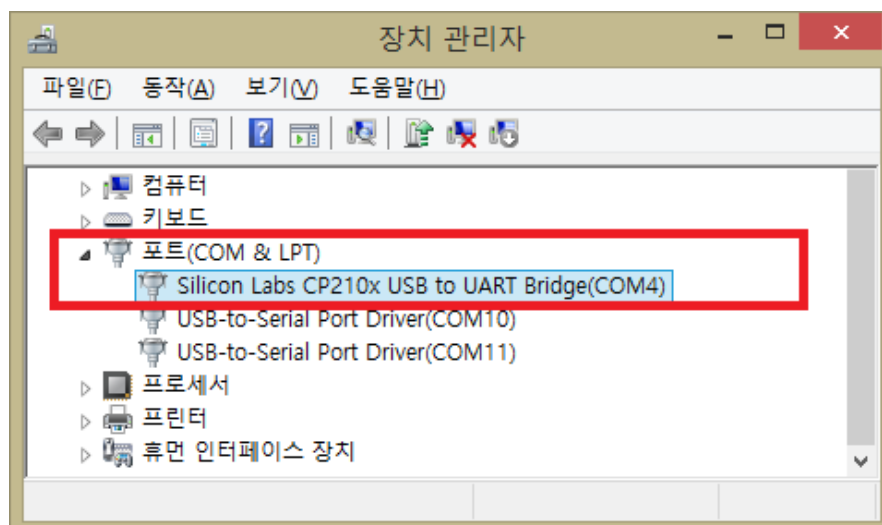 장치 관리자
파일(F) 동작(A) 보기(V) 도움말(H)
컴퓨터
키보드
포트(COM & LPT)
Silicon Labs CP210x USB to UART Bridge(COM4)
USB-to-Serial Port Driver(COM10)
USB-to-Serial Port Driver(COM11)
프로세서
프린터
휴먼 인터페이스 장치